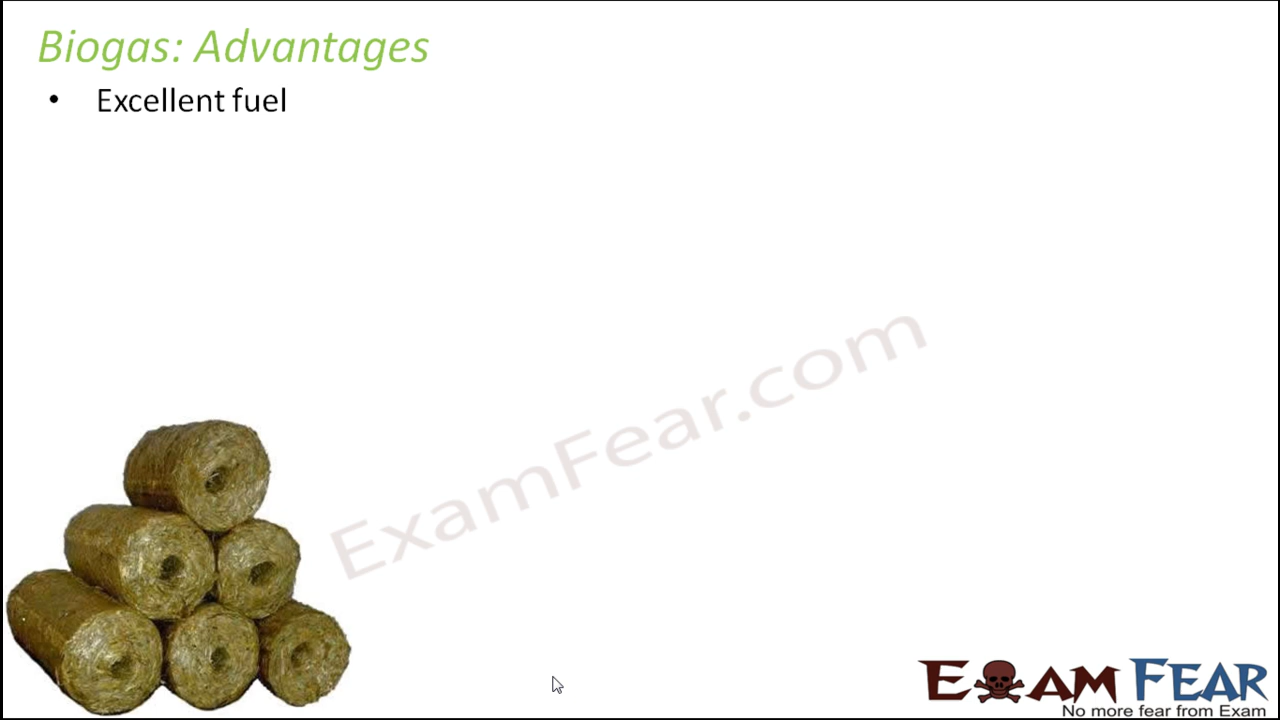 Biogas: Advantages
• Excellent fuel
ExamFear.com
EXAM FEAR
No more fear from Exam